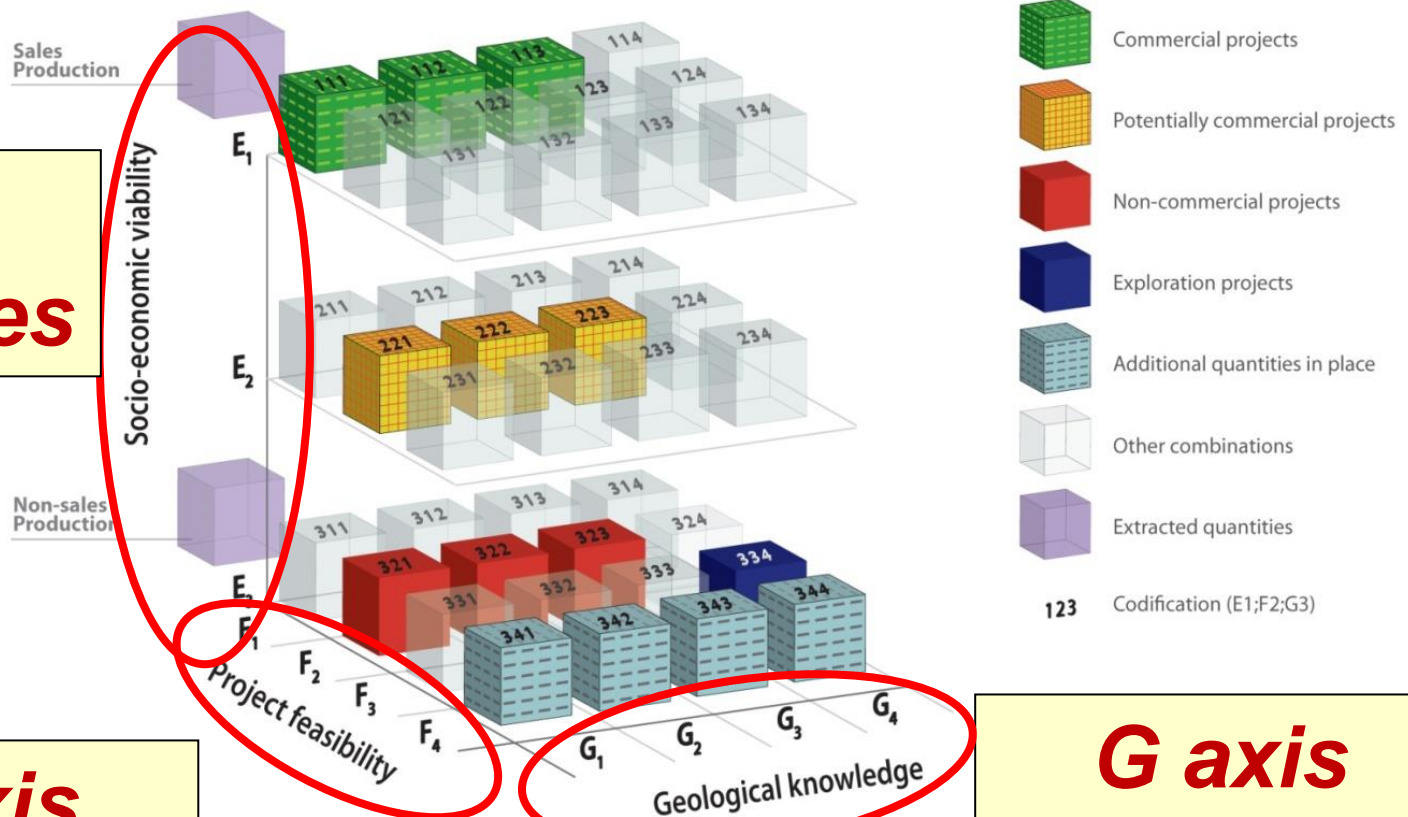 Sales
Production
Socio-economic viability
E1
111
112
113
114
121
122
123
124
131
132
133
134
es
E2
211
212
213
214
221
222
223
224
231
232
233
234
Non-sales
Production
E3
311
312
313
314
321
322
323
324
331
332
333
334
341
342
343
344
F1
F2
F3
F4
Project feasibility
G1
G2
G3
G4
Geological knowledge
xis
G axis
Commercial projects
Potentially commercial projects
Non-commercial projects
Exploration projects
Additional quantities in place
Other combinations
Extracted quantities
123 Codification (E1;F2;G3)